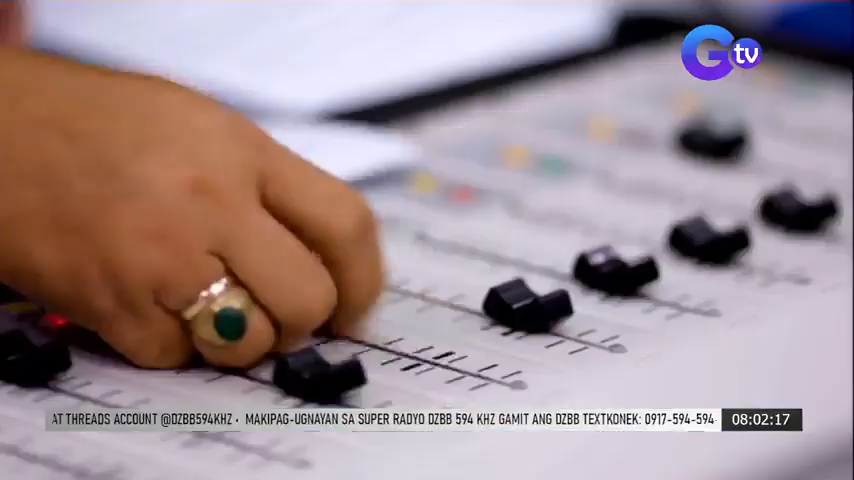 Gtv
AT THREADS ACCOUNT @DZBB594KHZ • MAKIPAG-UGNAYAN SA SUPER RADYO DZBB 594 KHZ GAMIT ANG DZBB TEXTKONEK: 0917-594-594 08:02:17